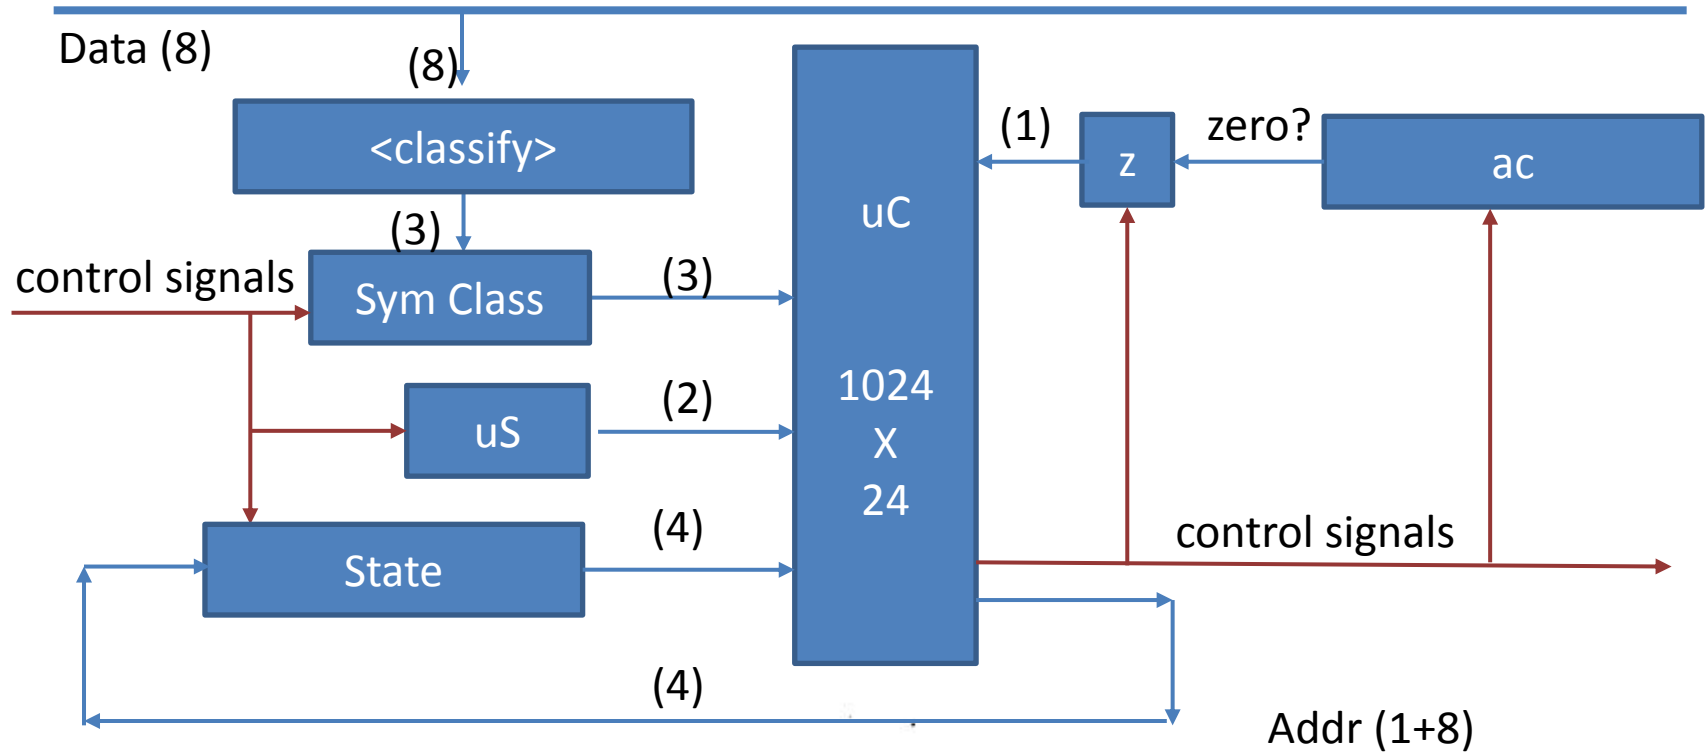 Data (8)
(8)
<classify>
(1)
z
zero?
ac
(3)
uC
control signals
Sym Class
(3)
1024
X
24
uS
(2)
State
(4)
control signals
(4)
Addr (1+8)